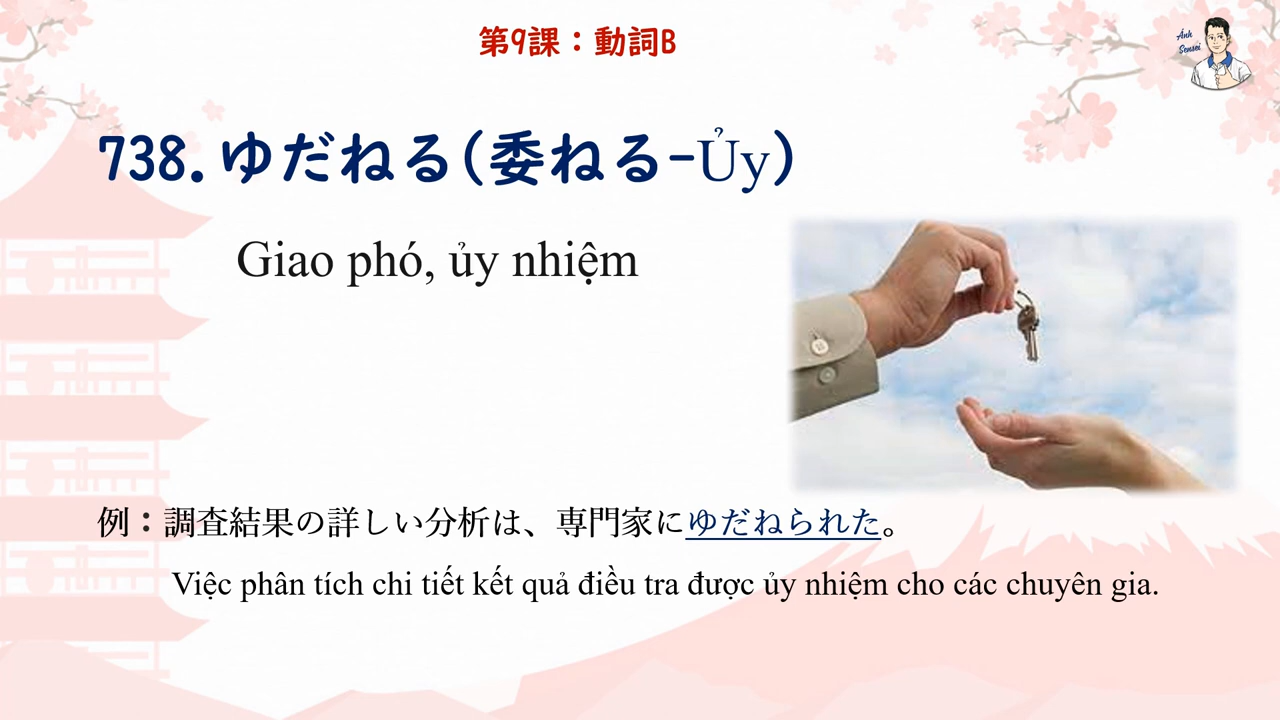 第9課：動詞B
Anh
Sensei
738.ゆだねる(委ねる-Ủy)
Giao phó, ủy nhiệm
例：調査結果の詳しい分析は、専門家にゆだねられた。
Việc phân tích chi tiết kết quả điều tra được ủy nhiệm cho các chuyên gia.